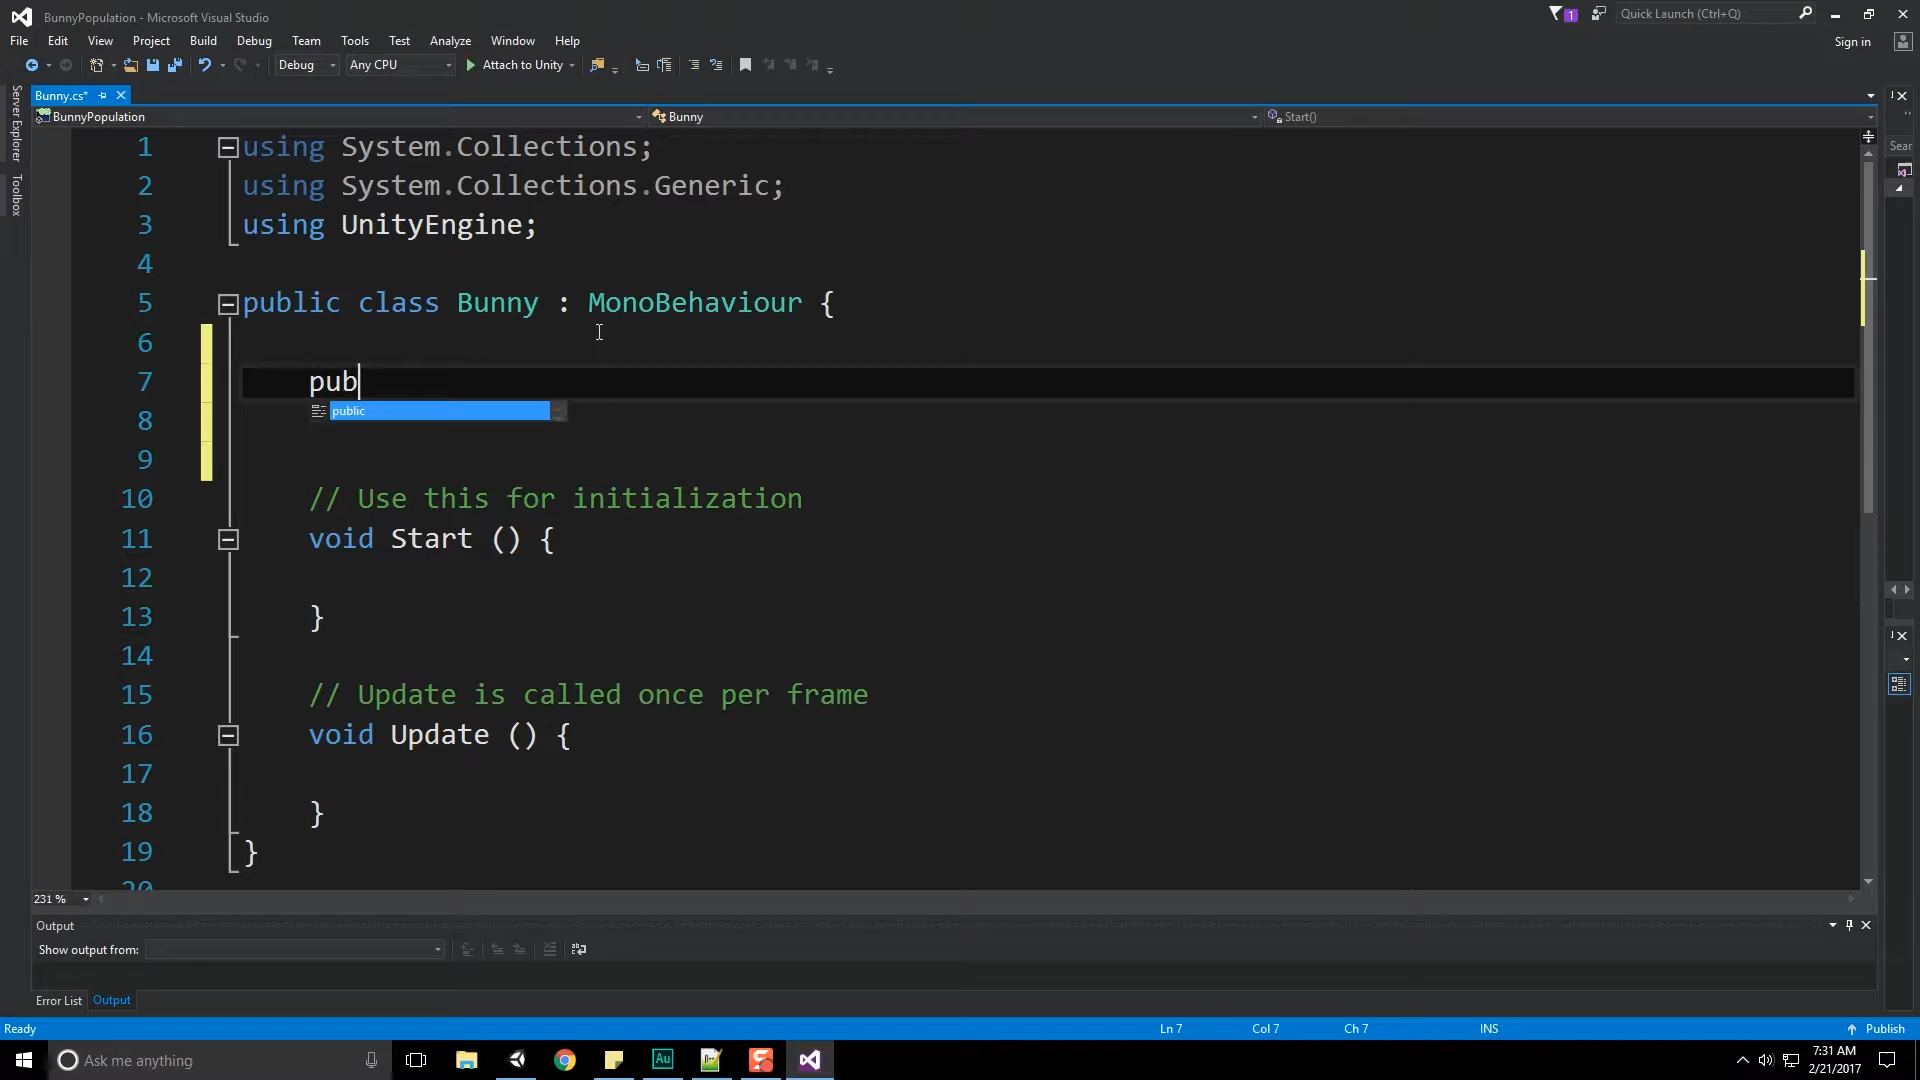 BunnyPopulation - Microsoft Visual Studio
1
Quick Launch (Ctrl+Q)
File Edit View Project Build Debug Team Tools Test Analyze Window Help
Sign in
Debug Any CPU Attach to Unity
Server Explorer
Toolbox
Bunny.cs*
BunnyPopulation Bunny Start()
Sear
1 using System.Collections;
2 using System.Collections.Generic;
3 using UnityEngine;
4
5 public class Bunny : MonoBehaviour {
6
7 pub
public
8
9
10 // Use this for initialization
11 void Start () {
12
13 }
14
15 // Update is called once per frame
16 void Update () {
17
18 }
19 }
20
231 %
Output
Show output from:
Error List Output
Ready Ln 7 Col 7 Ch 7 INS Publish
Ask me anything
Au
7:31 AM
2/21/2017